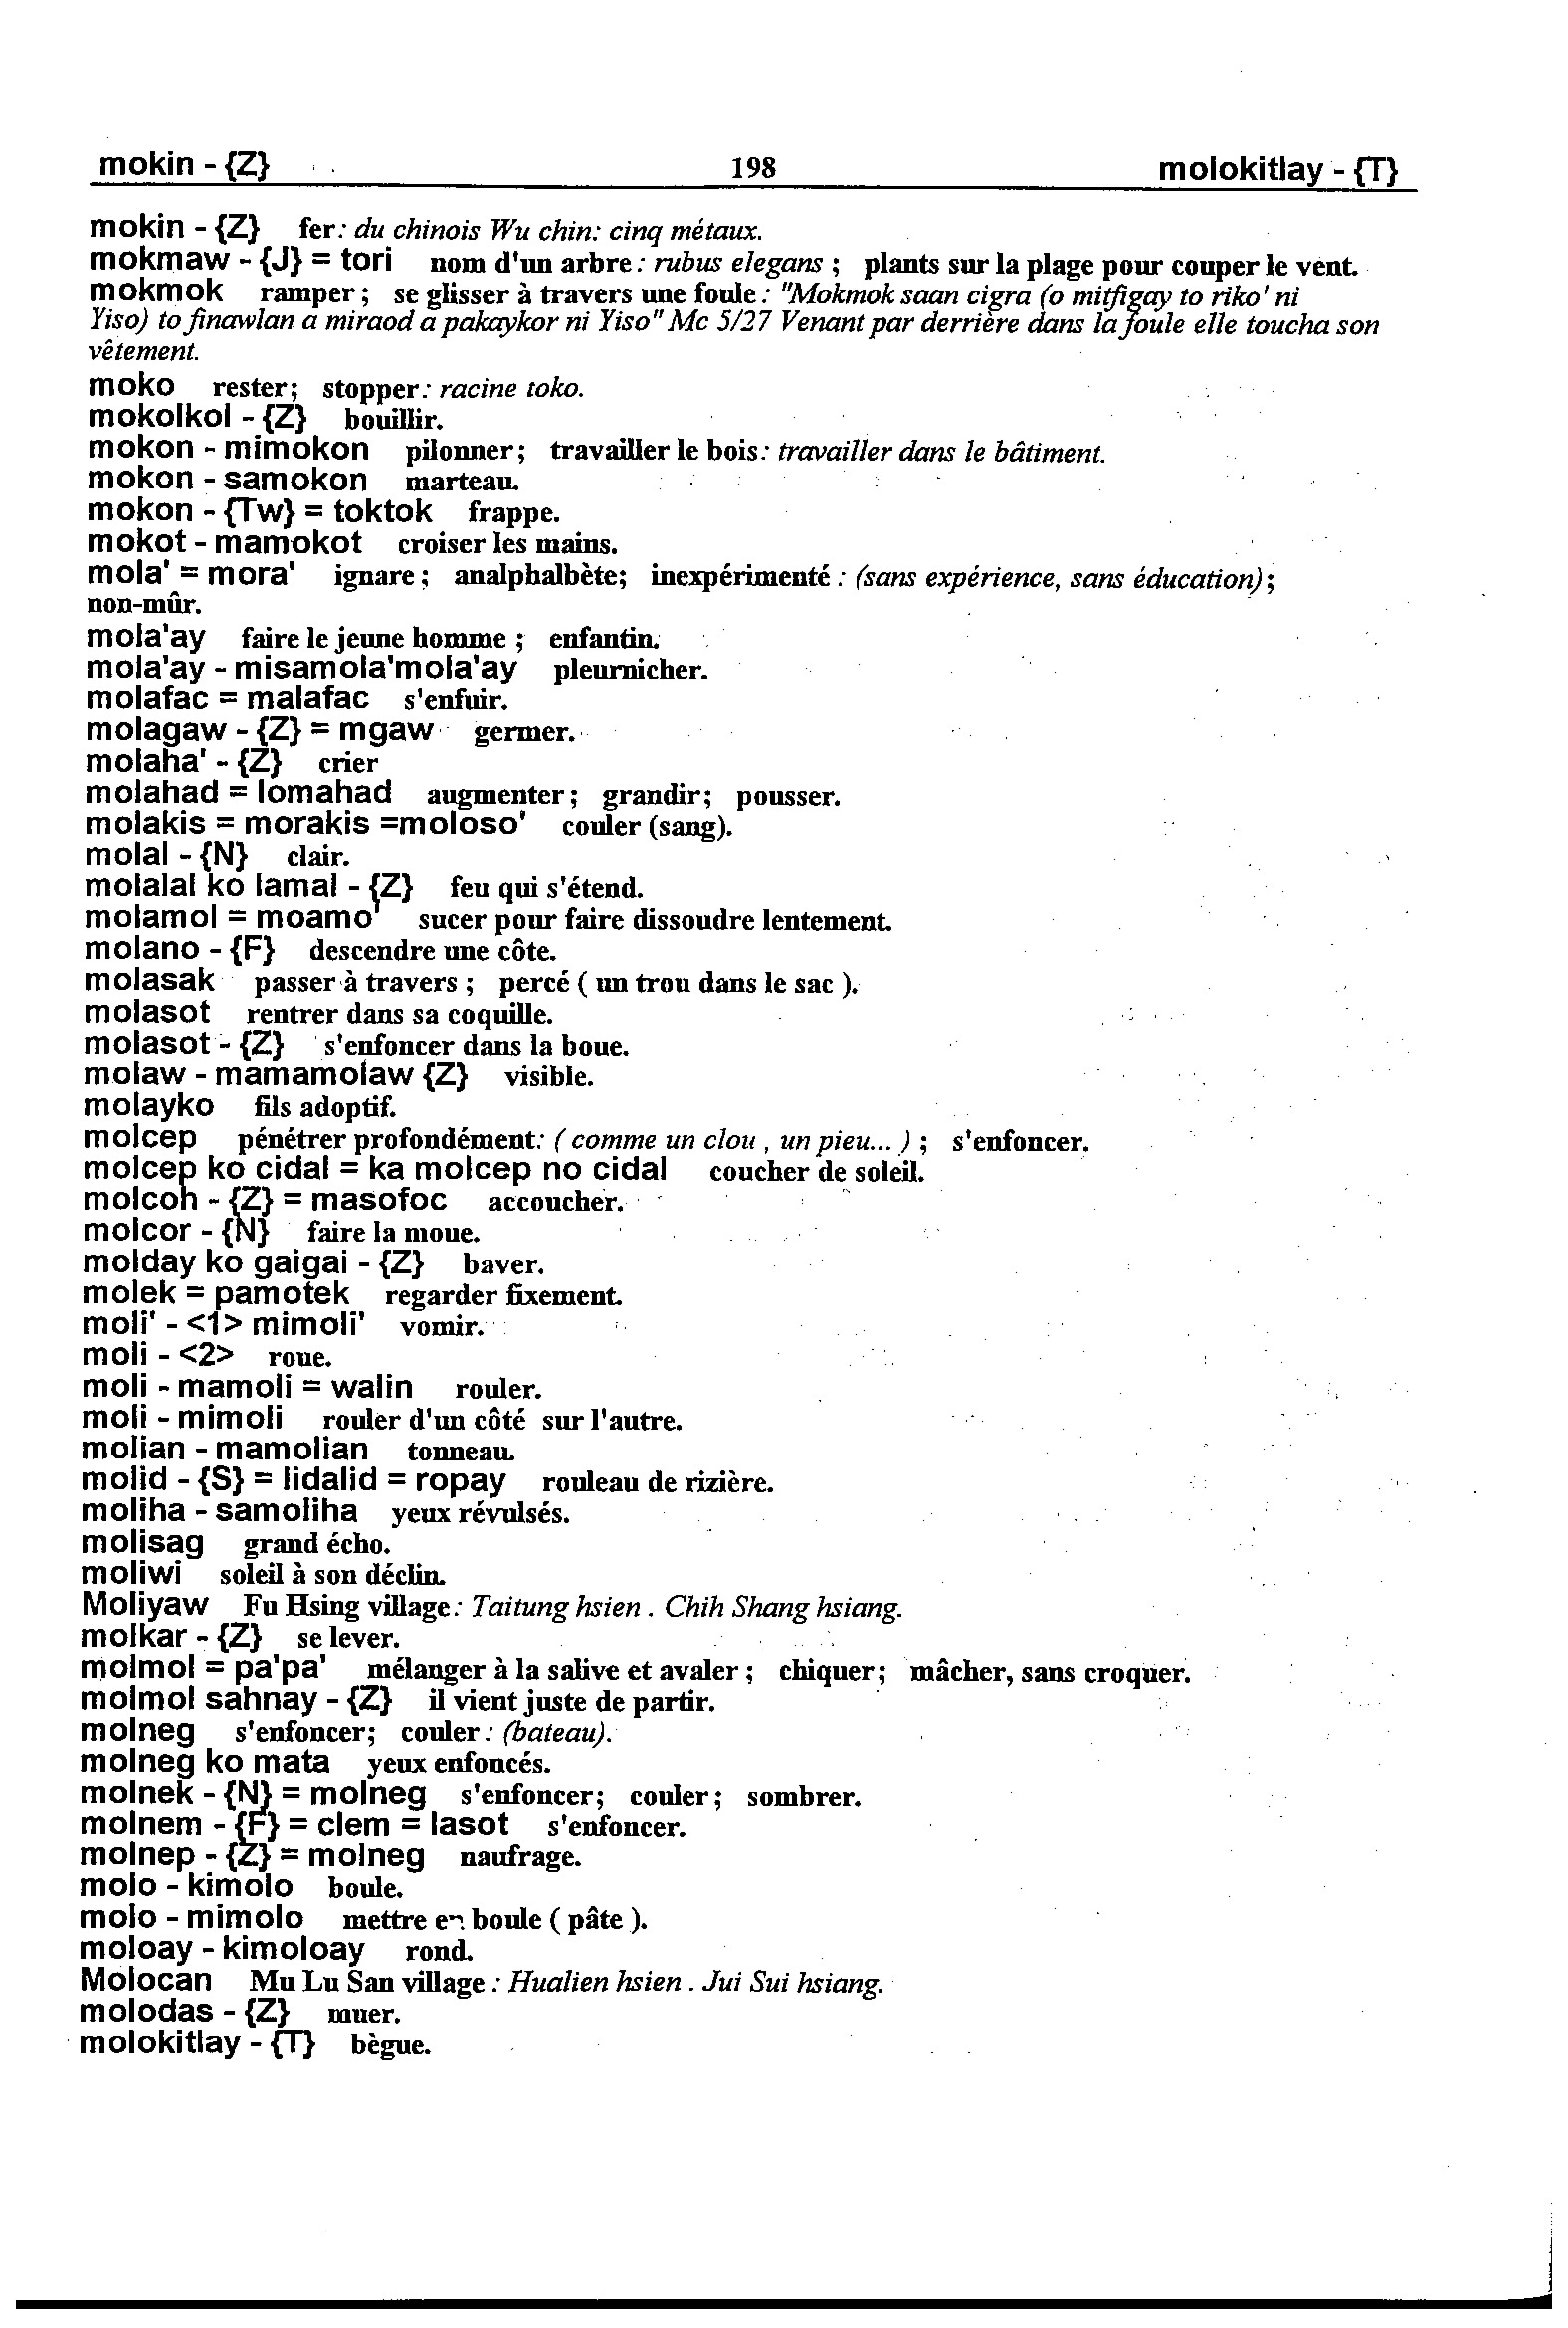 mokin - {Z} 198 molokitlay - {T}
mokin - {Z} fer: du chinois Wu chin: cinq métaux.
mokmaw - {J} = tori nom d'un arbre : rubus elegans ; plants sur la plage pour couper le vent.
mokmok ramper ; se glisser à travers une foule : "Mokmok saan cigra (o mitfigay to riko' ni
Yiso) to finawlan a miraod a pakaykor ni Yiso" Mc 5/27 Venant par derrière dans la foule elle toucha son
vêtement.
moko rester; stopper: racine toko.
mokolkol - {Z} bouillir.
mokon - mimokon pilonner; travailler le bois: travailler dans le bâtiment.
mokon - samokon marteau.
mokon - {Tw} = toktok frappe.
mokot - mamokot croiser les mains.
mola' = mora' ignare ; analphalbète; inexpérimenté : (sans expérience, sans éducation) ;
non-mûr.
mola'ay faire le jeune homme ; enfantin.
mola'ay - misamola'mola'ay pleurnicher.
molafac = malafac s'enfuir.
molagaw - {Z} = mgaw germer.
molaha' - {Z} crier
molahad = lomahad augmenter ; grandir; pousser.
molakis = morakis =moloso' couler (sang).
molal - {N} clair.
molalal ko lamal - {Z} feu qui s'étend.
molamol = moamo' sucer pour faire dissoudre lentement.
molano - {F} descendre une côte.
molasak passer à travers ; percé ( un trou dans le sac ).
molasot rentrer dans sa coquille.
molasot - {Z} s'enfoncer dans la boue.
molaw - mamamolaw {Z} visible.
molayko fils adoptif.
molcep pénétrer profondément: ( comme un clou , un pieu... ) ; s'enfoncer.
molcep ko cidal = ka molcep no cidal coucher de soleil.
molcoh - {Z} = masofoc accoucher.
molcor - {N} faire la moue.
molday ko gaigai - {Z} baver.
molek = pamotek regarder fixement.
moli' - <1> mimoli' vomir.
moli - <2> roue.
moli - mamoli = walin rouler.
moli - mimoli rouler d'un côté sur l'autre.
molian - mamolian tonneau.
molid - {S} = lidalid = ropay rouleau de rizière.
moliha - samoliha yeux révulsés.
molisag grand écho.
moliwi soleil à son déclin.
Moliyaw Fu Hsing village : Taitung hsien . Chih Shang hsiang.
molkar - {Z} se lever.
molmol = pa'pa' mélanger à la salive et avaler ; chiquer; mâcher, sans croquer.
molmol sahnay - {Z} il vient juste de partir.
molneg s'enfoncer; couler : (bateau).
molneg ko mata yeux enfoncés.
molnek - {N} = molneg s'enfoncer; couler ; sombrer.
molnem - {F} = clem = lasot s'enfoncer.
molnep - {Z} = molneg naufrage.
molo - kimolo boule.
molo - mimolo mettre en boule ( pâte ).
moloay - kimoloay rond.
Molocan Mu Lu San village : Hualien hsien . Jui Sui hsiang.
molodas - {Z} muer.
molokitlay - {T} bègue.